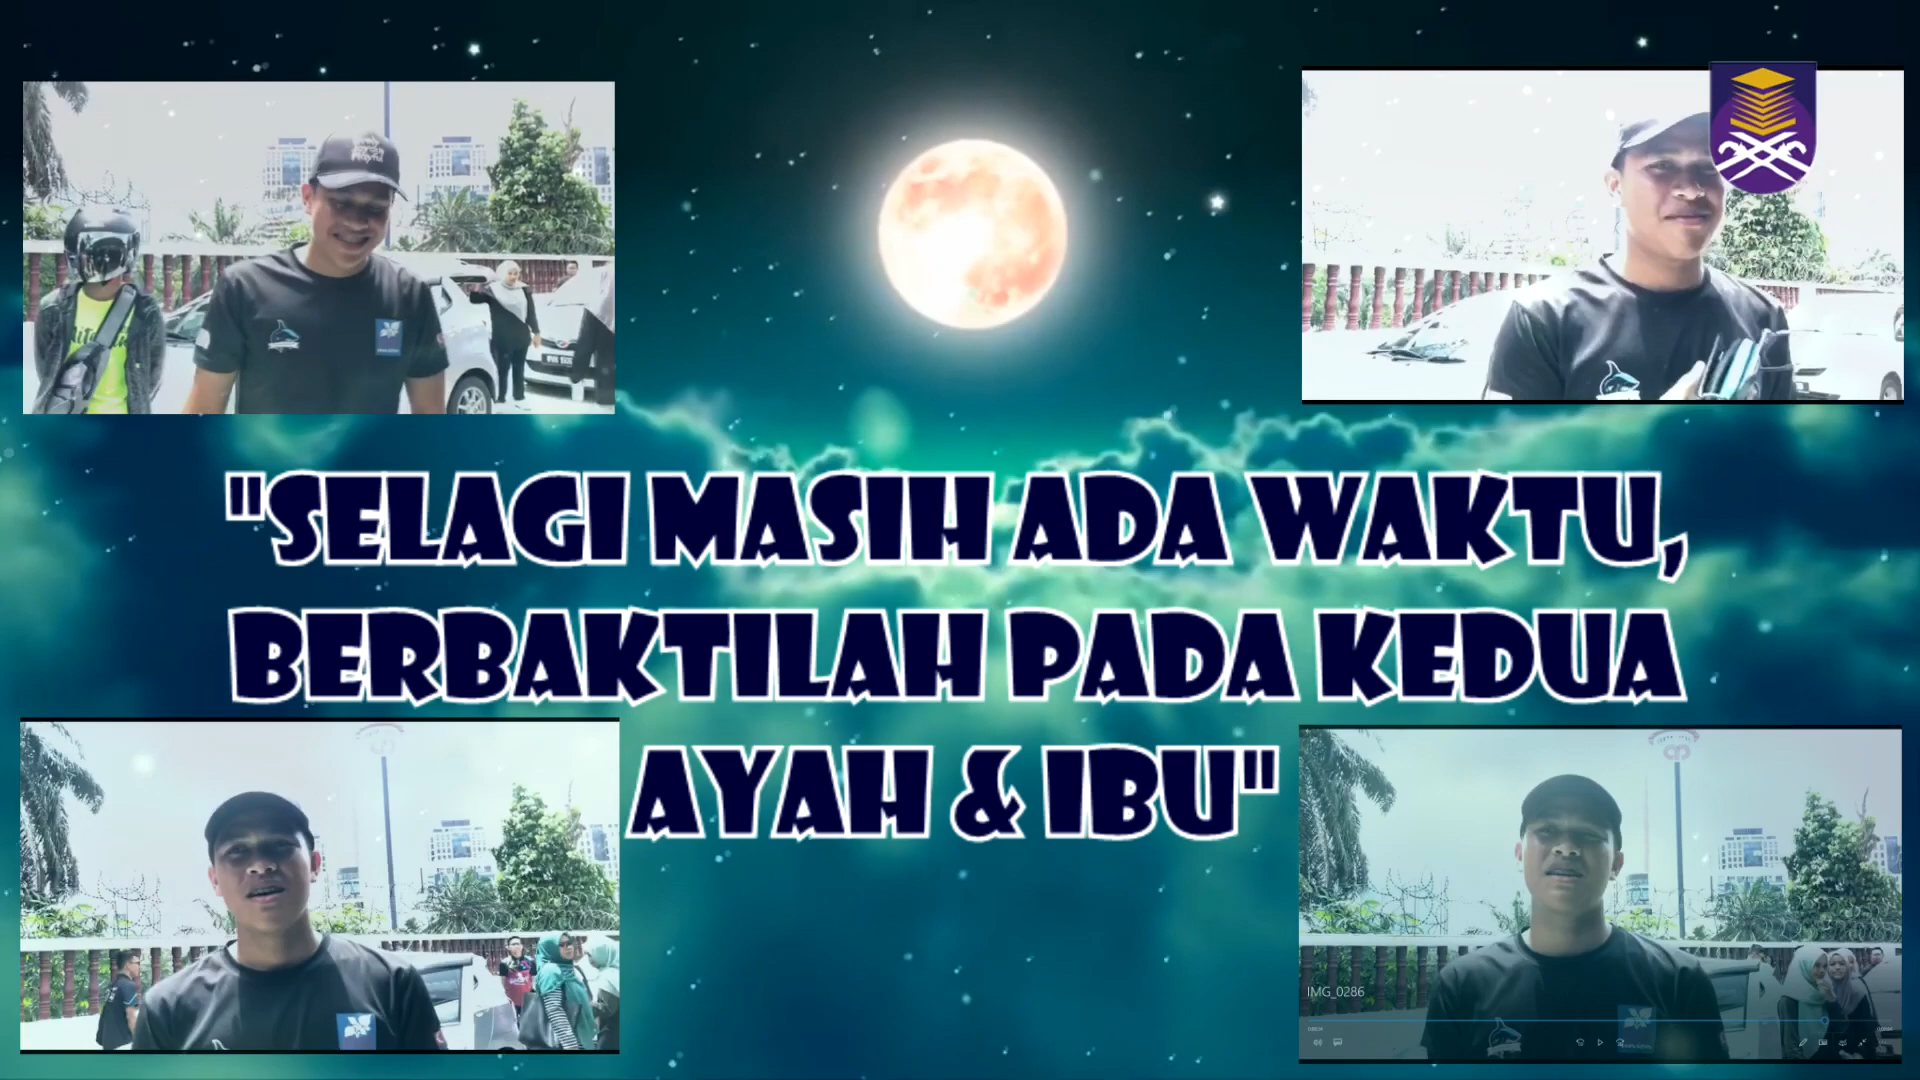 "SELAGI MASIH ADA WAKTU,
BERBAKTILAH PADA KEDUA
AYAH & IBU"
IMG_0286